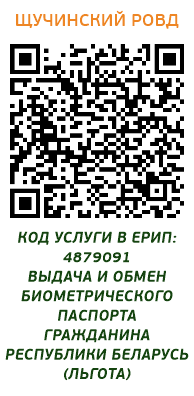 ЩУЧИНСКИЙ РОВД
КОД УСЛУГИ В ЕРИП:
4879091
ВЫДАЧА И ОБМЕН
БИОМЕТРИЧЕСКОГО
ПАСПОРТА
ГРАЖДАНИНА
РЕСПУБЛИКИ БЕЛАРУСЬ
(ЛЬГОТА)